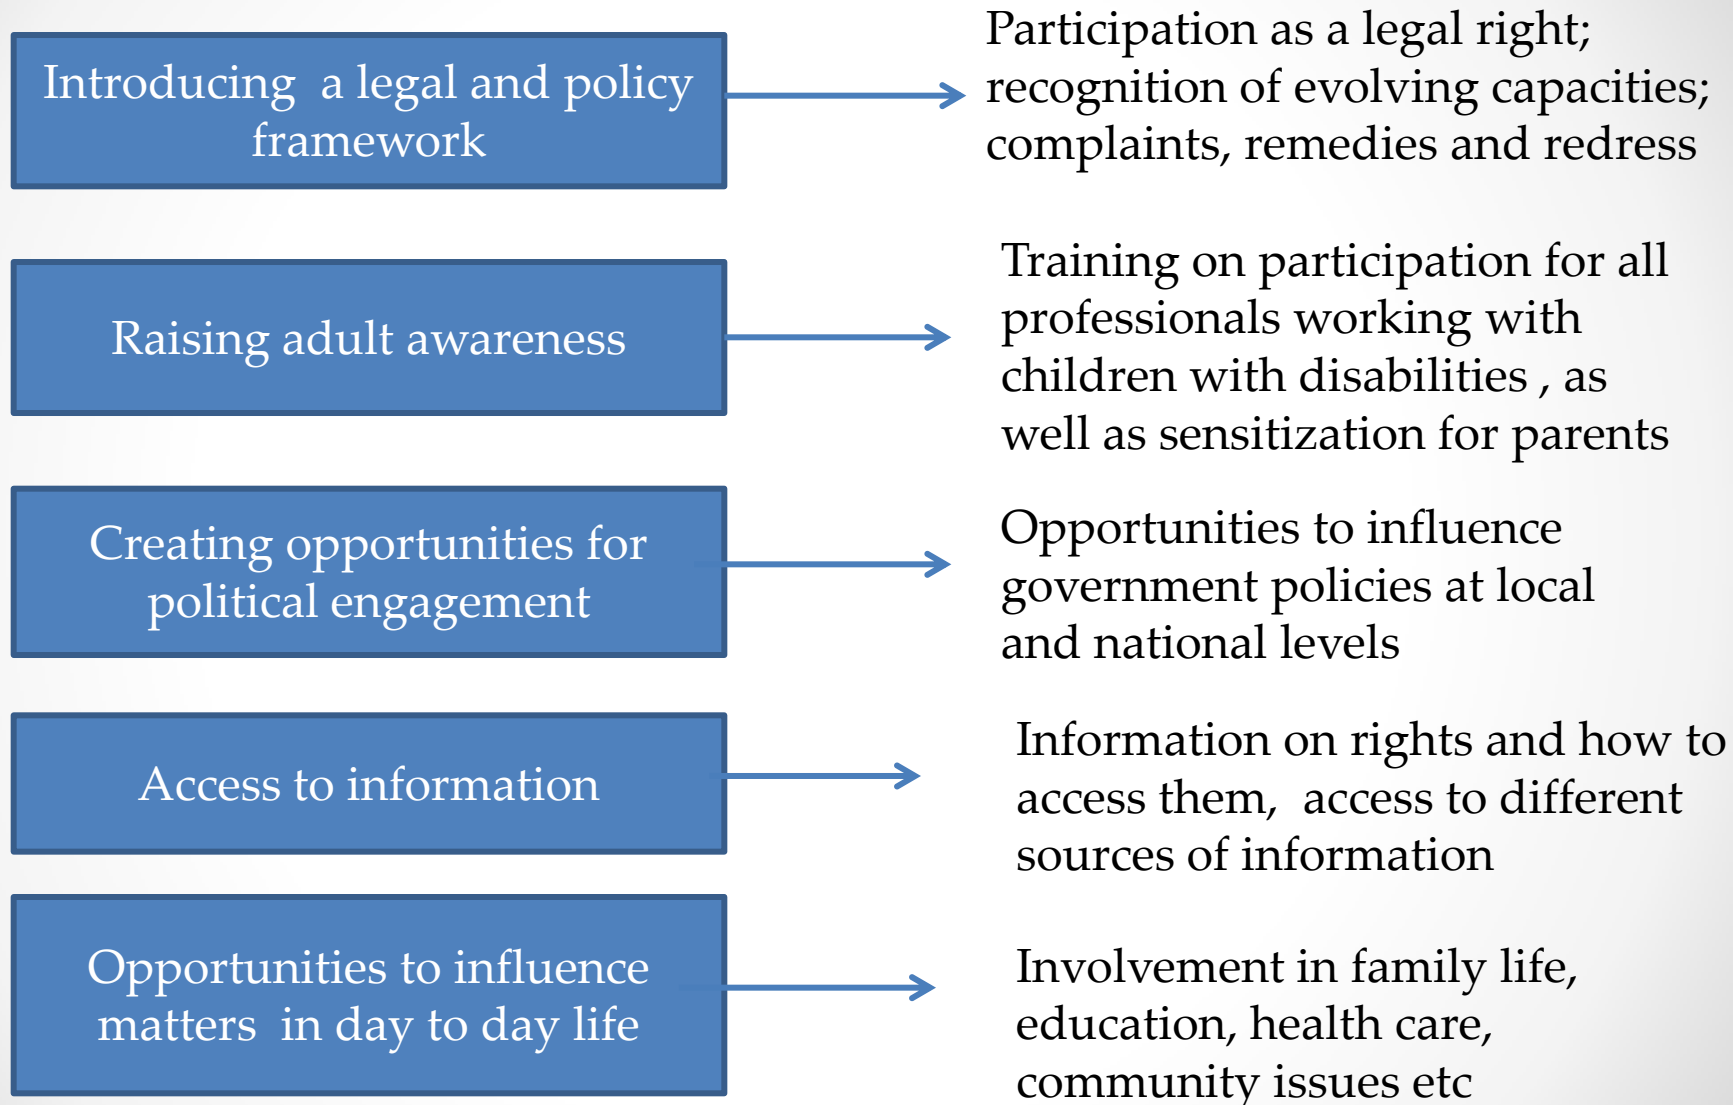 Introducing  a legal and policy
framework
Participation as a legal right;
recognition of evolving capacities;
complaints, remedies and redress
Raising adult awareness
Training on participation for all
professionals working with
children with disabilities , as
well as sensitization for parents
Creating opportunities for
political engagement
Opportunities to influence
government policies at local
and national levels
Access to information
Information on rights and how to
access them,  access to different
sources of information
Opportunities to influence
matters  in day to day life
Involvement in family life,
education, health care,
community issues etc